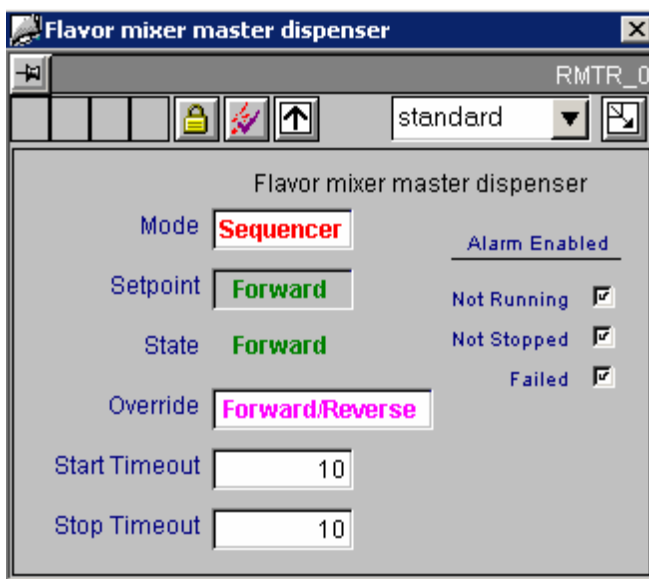 Flavor mixer master dispenser
RMTR_0
standard
Flavor mixer master dispenser
Mode Sequencer
Alarm Enabled
Setpoint Forward
Not Running
State Forward
Not Stopped
Failed
Override Forward/Reverse
Start Timeout 10
Stop Timeout 10